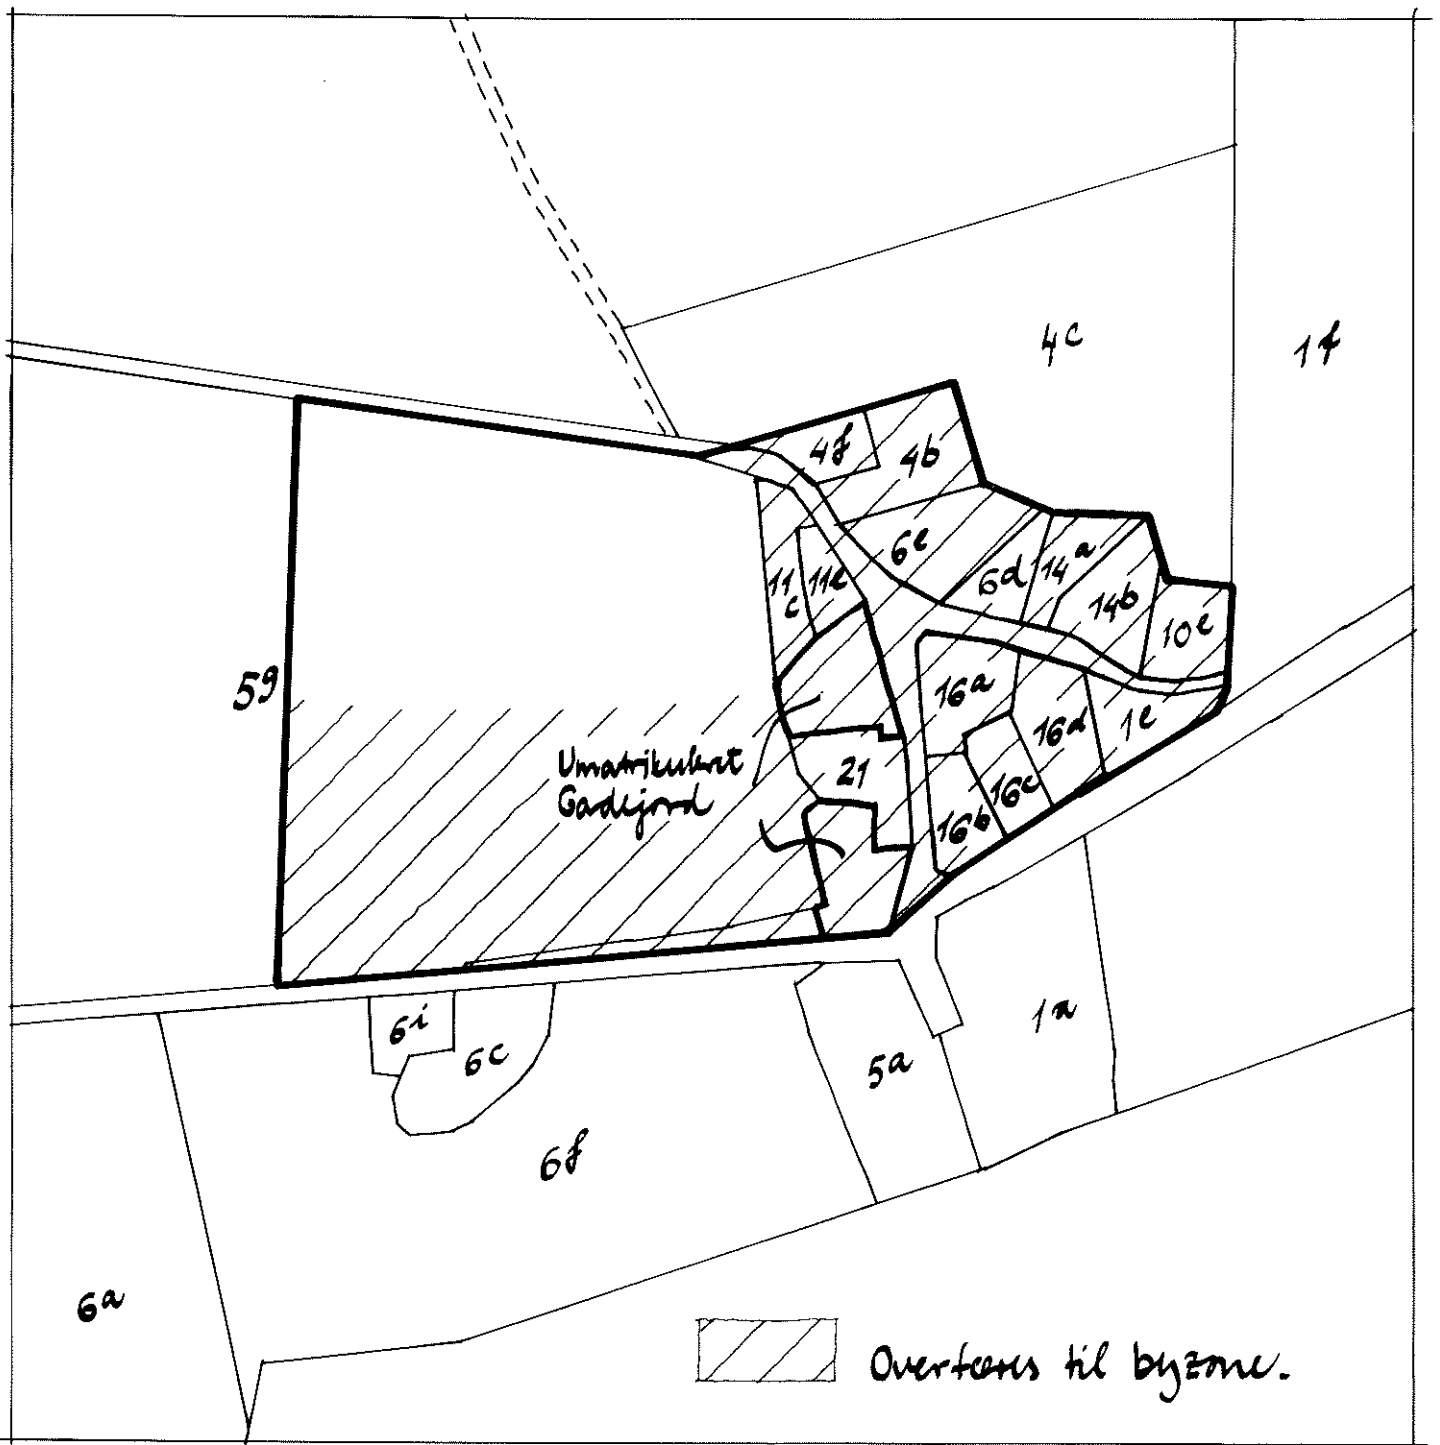 4c
1f
4f
4b
6e
11c
11e
6d
14a
14b
10e
59
16a
16d
1e
Umatrikuleret
Gadejord
21
16c
16b
6i
6c
5a
1a
6f
6a
Overføres til byzone.